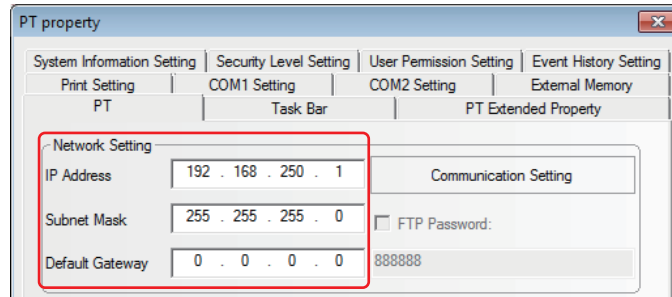 PT property
System Information Setting Security Level Setting User Permission Setting Event History Setting
Print Setting COM1 Setting COM2 Setting External Memory
PT Task Bar PT Extended Property
Network Setting
IP Address 192 . 168 . 250 . 1 Communication Setting
Subnet Mask 255 . 255 . 255 . 0 FTP Password:
Default Gateway 0 . 0 . 0 . 0 888888